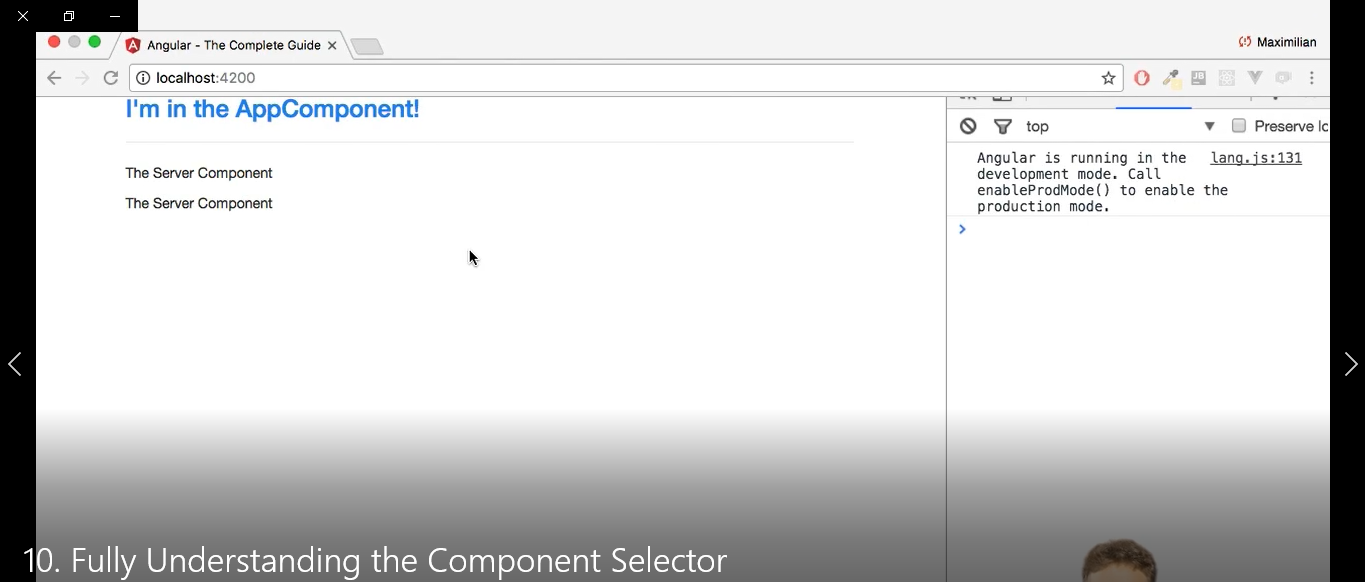 Angular - The Complete Guide
Maximilian
localhost:4200
I'm in the AppComponent!
top
Preserve lo
The Server Component
The Server Component
Angular is running in the lang.js:131
development mode. Call
enableProdMode() to enable the
production mode.
10. Fully Understanding the Component Selector